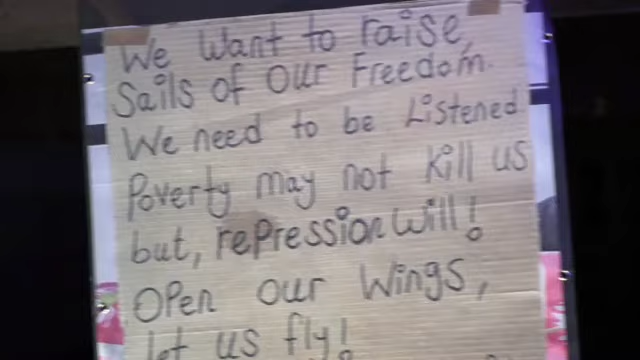 We want to raise,
Sails of our Freedom.
We need to be Listened
Poverty may not kill us
but, repression will!
Open our Wings,
let us fly!